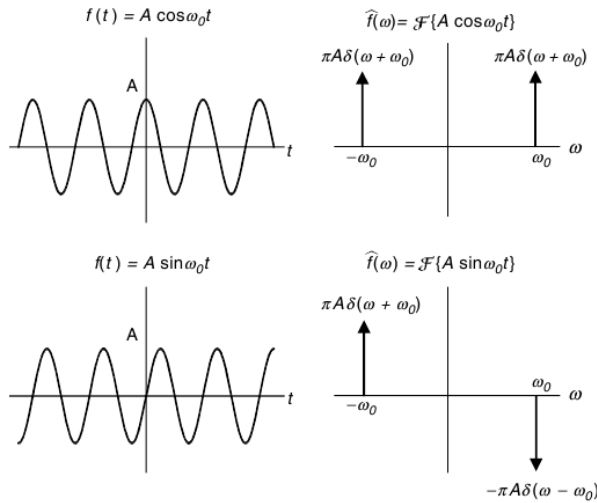 f(t) = A cosω₀t
f̂(ω) = ℱ{A cosω₀t}
A
πAδ(ω + ω₀)
πAδ(ω + ω₀)
t
−ω₀
ω₀
ω
f(t) = A sinω₀t
f̂(ω) = ℱ{A sinω₀t}
A
πAδ(ω + ω₀)
t
−ω₀
ω₀
ω
−πAδ(ω − ω₀)